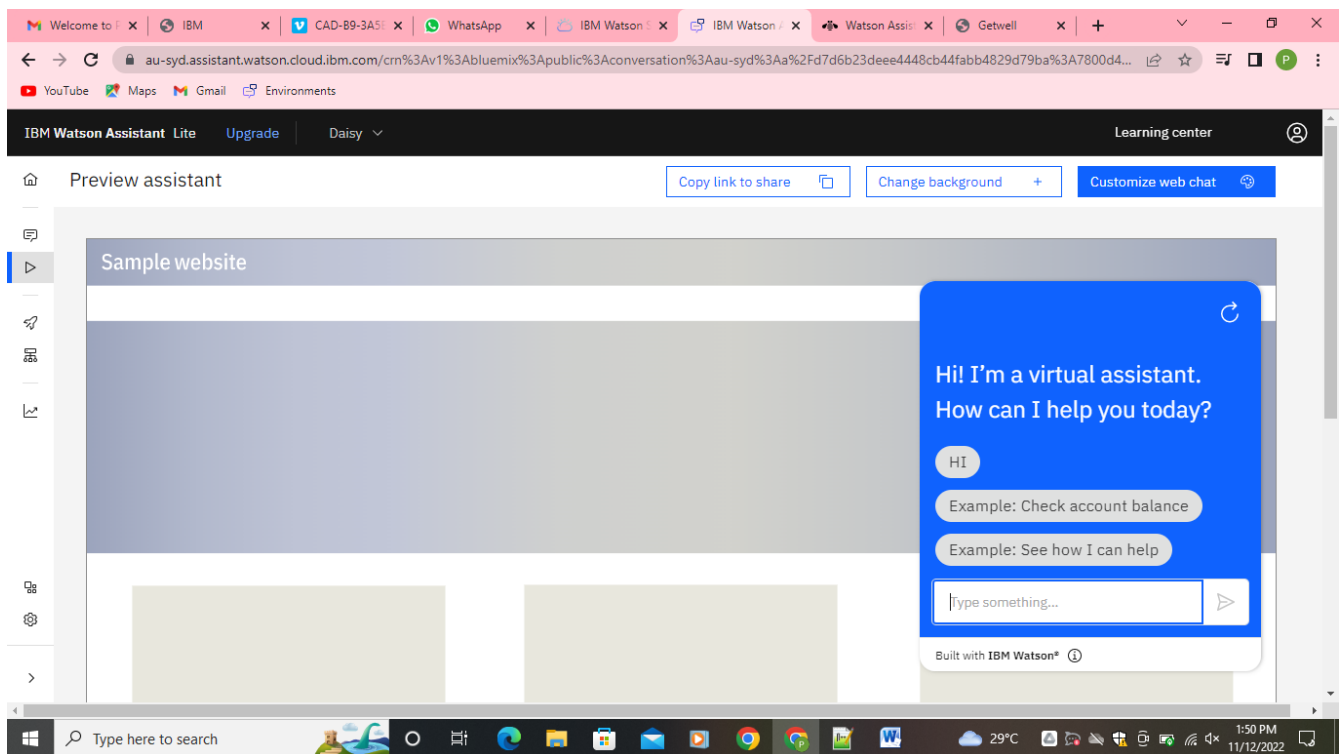 Welcome to F
IBM
CAD-B9-3A5E
WhatsApp
IBM Watson S
IBM Watson A
Watson Assist
Getwell
au-syd.assistant.watson.cloud.ibm.com/crn%3Av1%3Abluemix%3Apublic%3Aconversation%3Aau-syd%3Aa%2Fd7d6b23deee4448cb44fabb4829d79ba%3A7800d4...
P
YouTube
Maps
Gmail
Environments
IBM Watson Assistant Lite
Upgrade
Daisy
Learning center
Preview assistant
Copy link to share
Change background +
Customize web chat
Sample website
Hi! I'm a virtual assistant.
How can I help you today?
HI
Example: Check account balance
Example: See how I can help
Type something...
Built with IBM Watson®
Type here to search
29°C
1:50 PM
11/12/2022